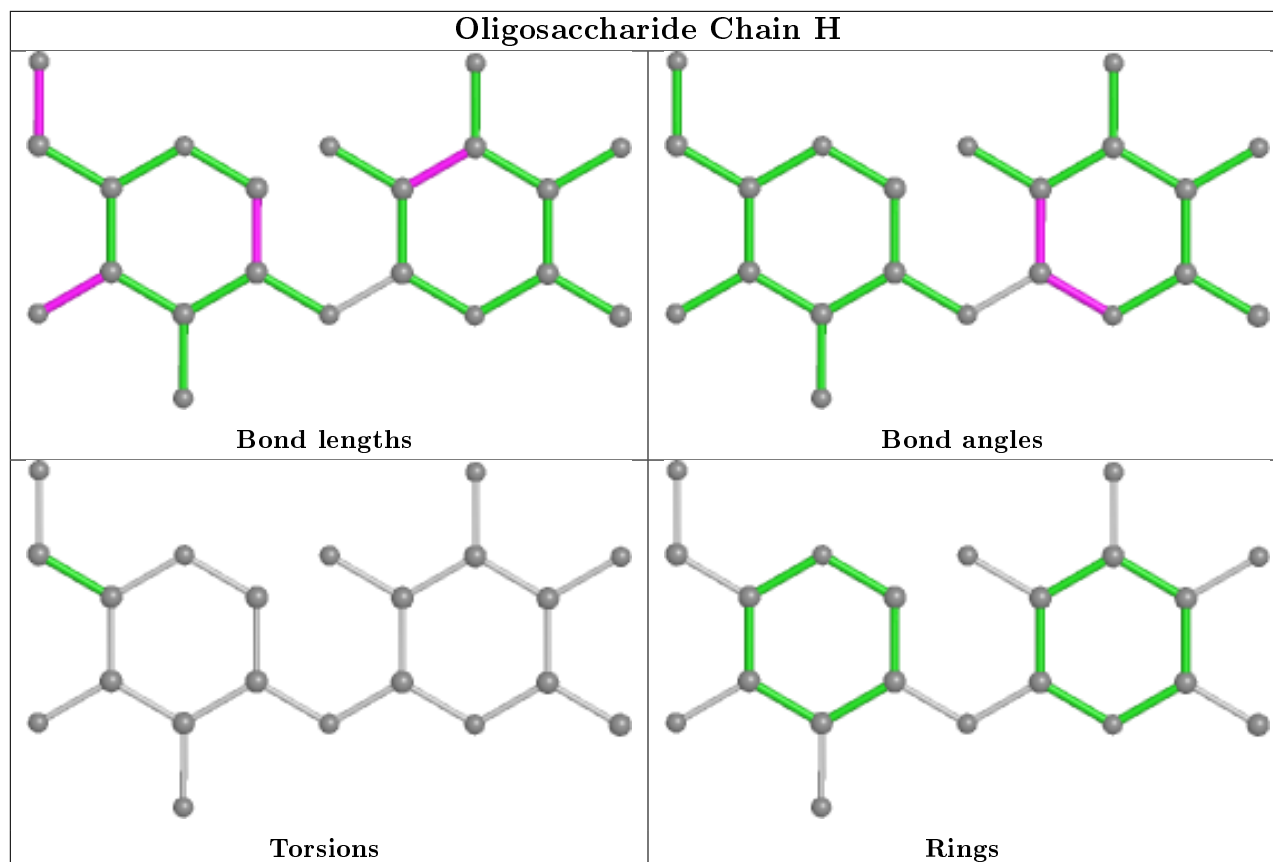 Oligosaccharide Chain H
Bond lengths
Bond angles
Torsions
Rings